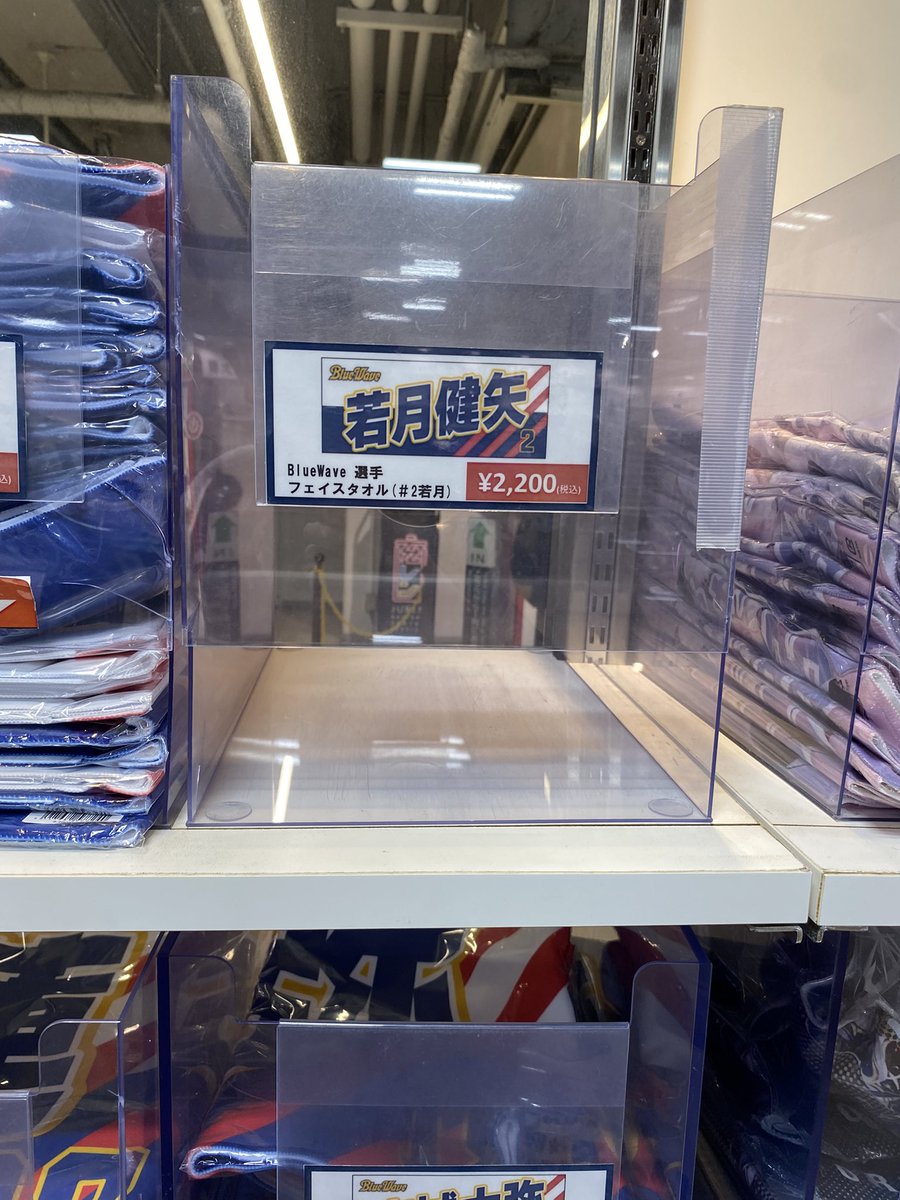 BlueWave
若月健矢
2
BlueWave 選手
フェイスタオル(#2若月)
¥2,200(税込)
IN
BlueWave